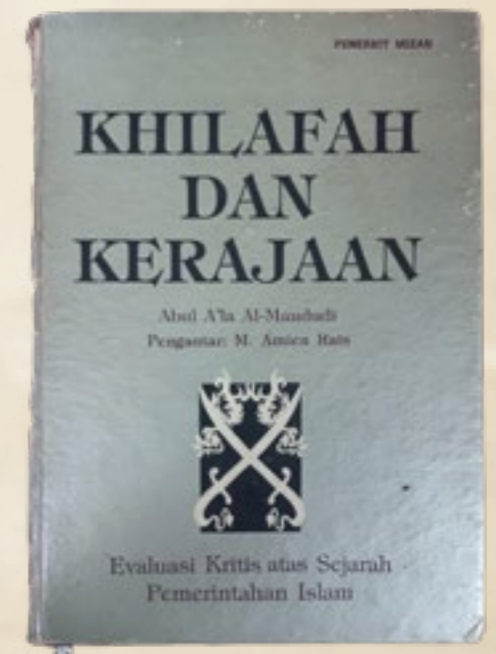 PENERBIT MIZAN
KHILAFAH
DAN
KERAJAAN
Abul A'la Al-Maududi
Pengantar: M. Amien Rais
Evaluasi Kritis atas Sejarah
Pemerintahan Islam